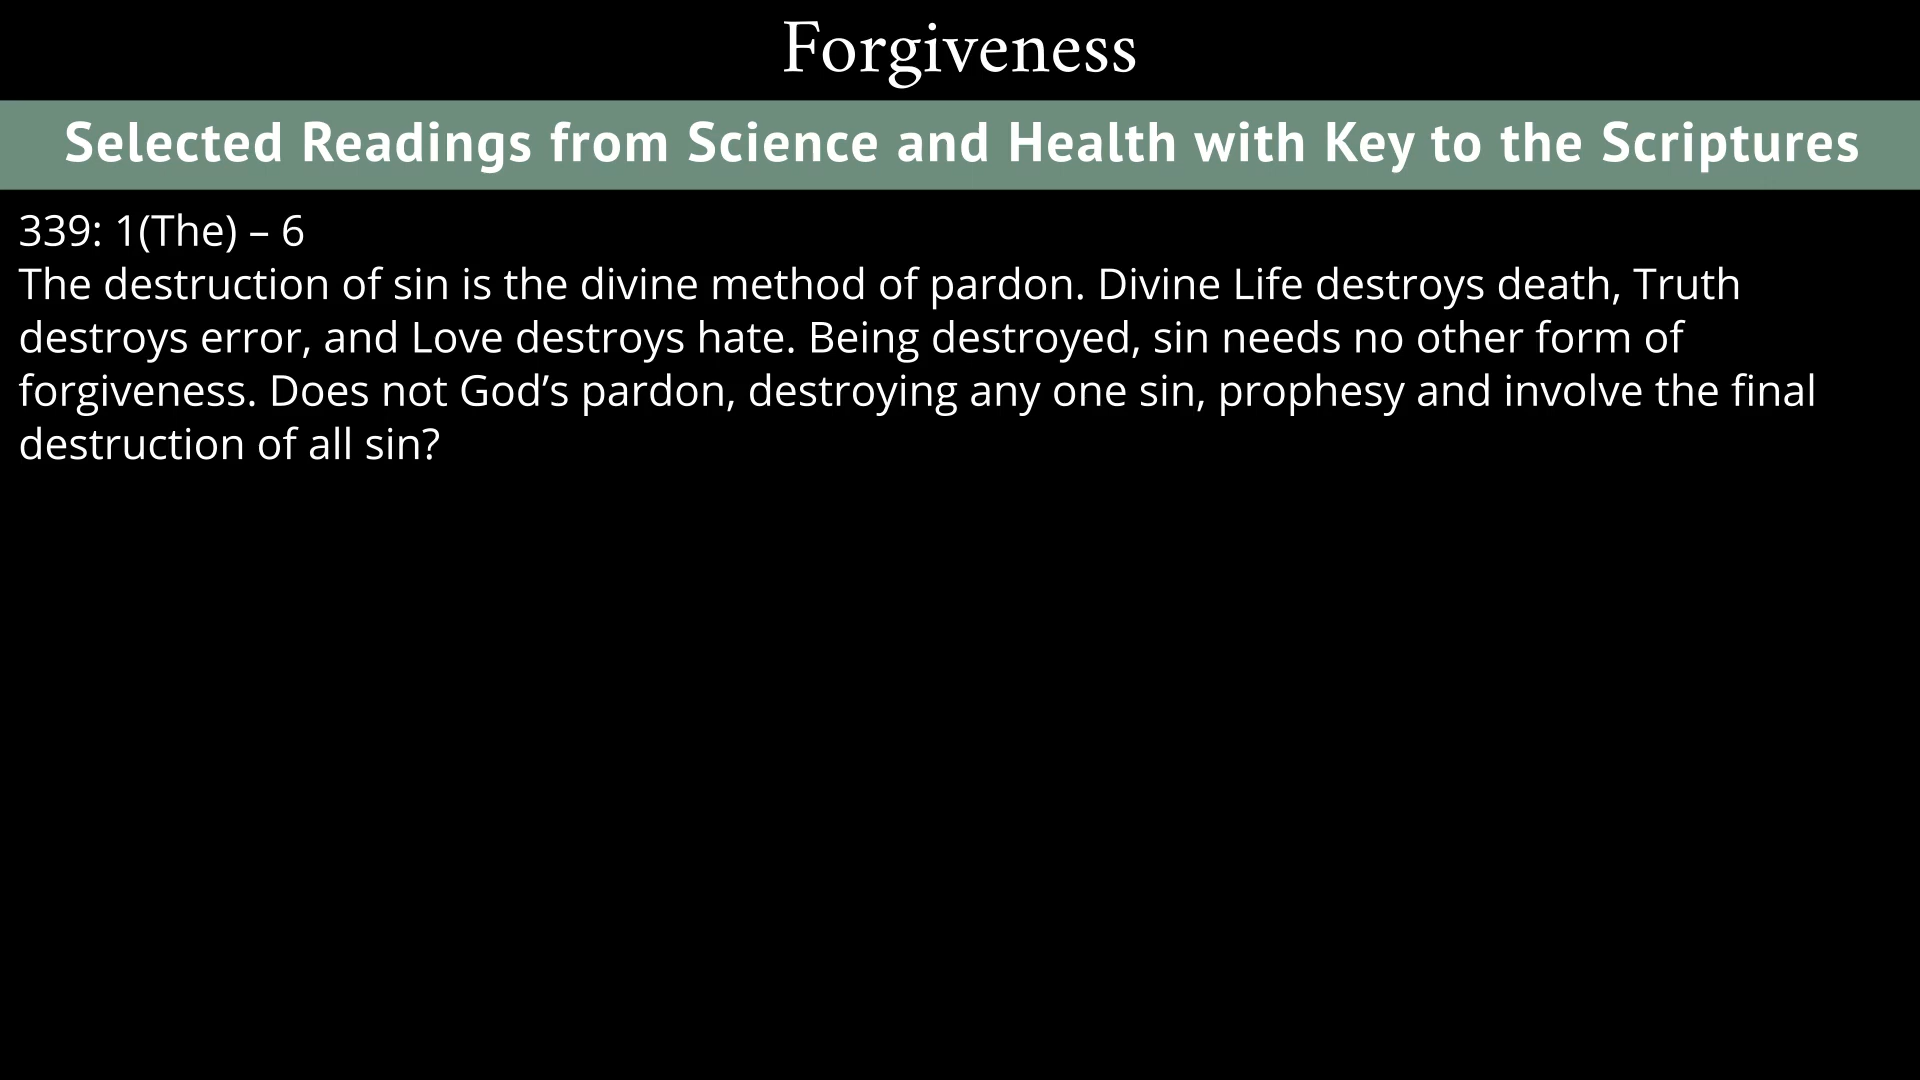 Forgiveness
Selected Readings from Science and Health with Key to the Scriptures
339: 1(The) – 6
The destruction of sin is the divine method of pardon. Divine Life destroys death, Truth
destroys error, and Love destroys hate. Being destroyed, sin needs no other form of
forgiveness. Does not God’s pardon, destroying any one sin, prophesy and involve the final
destruction of all sin?